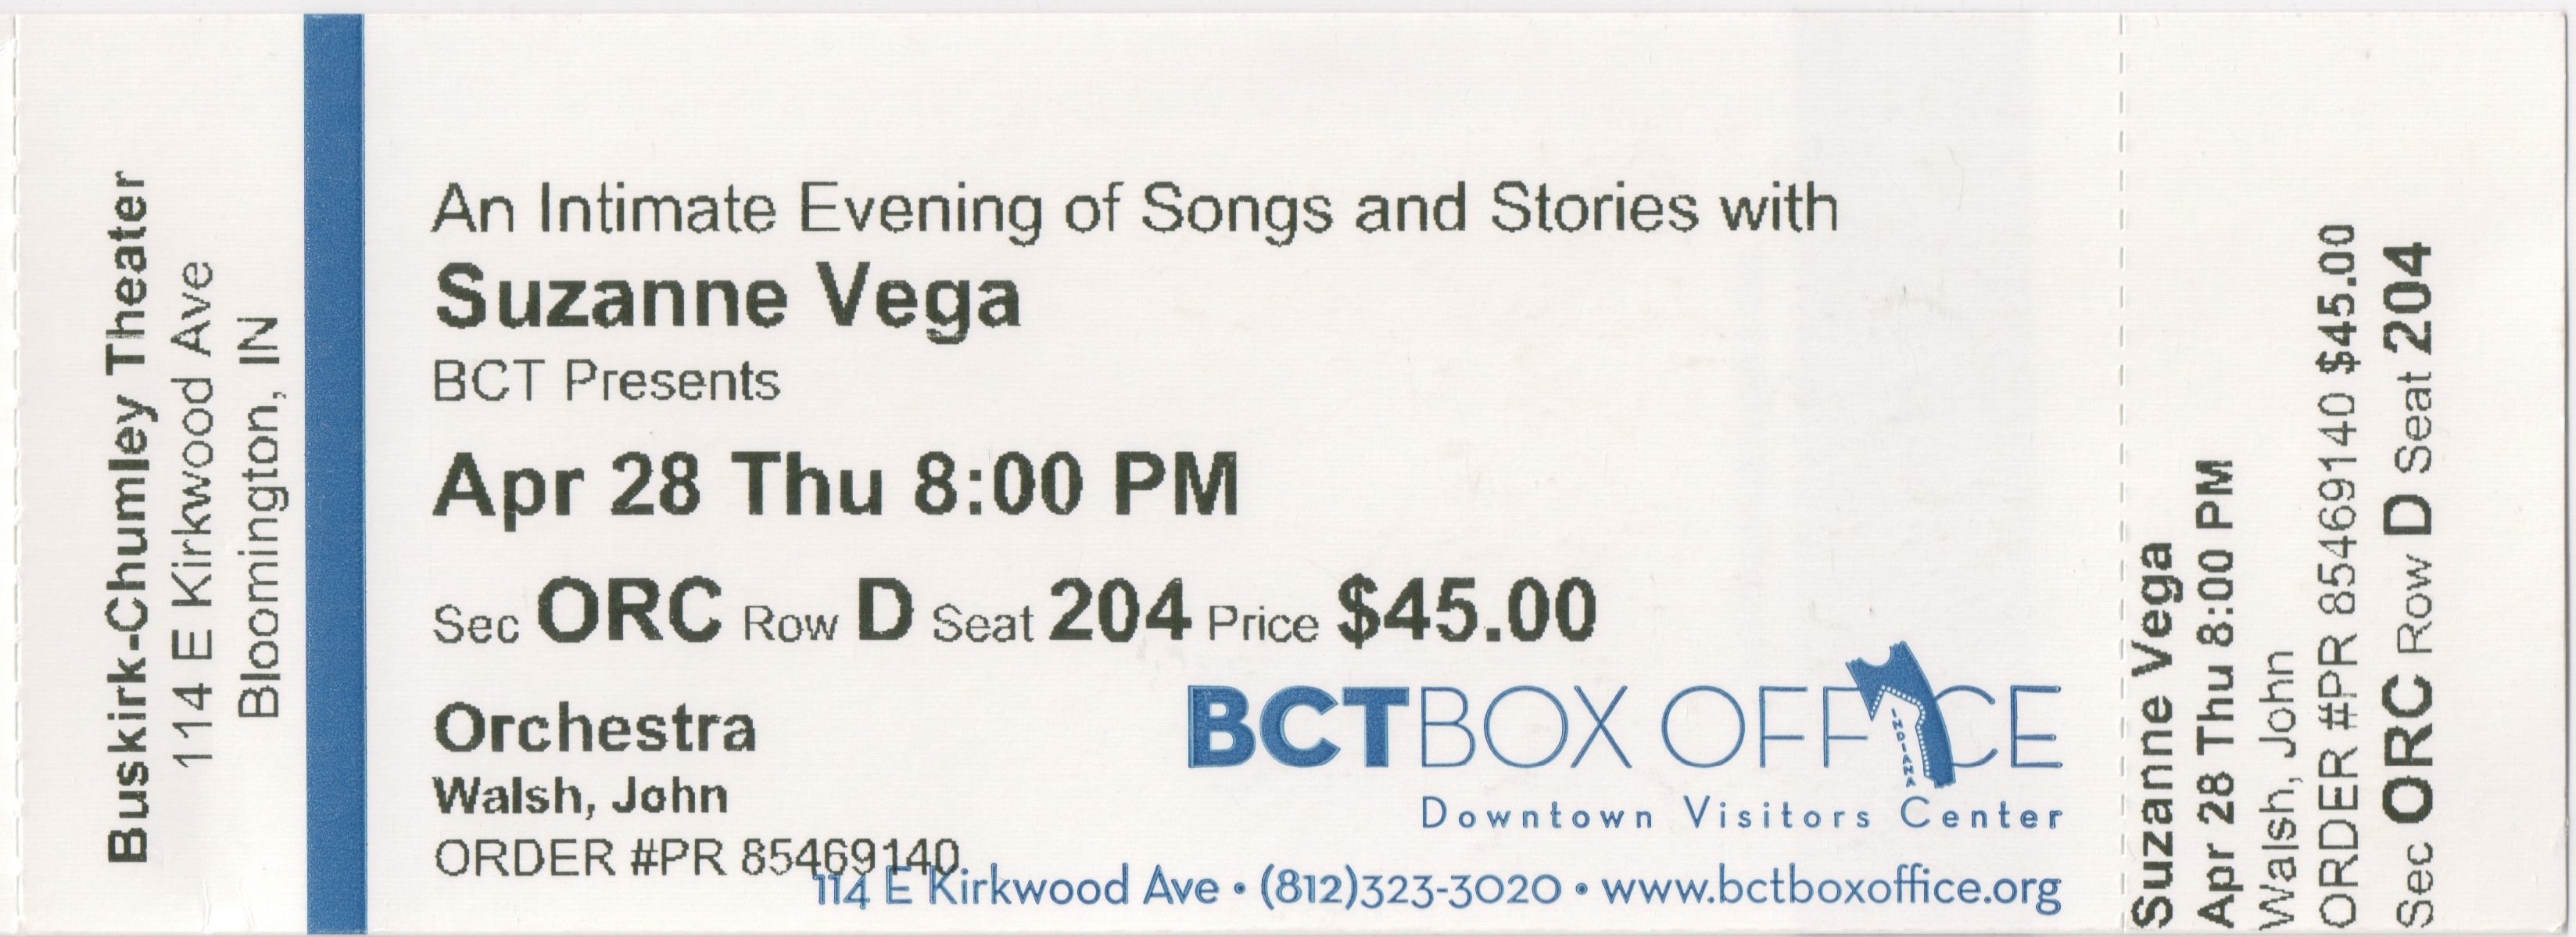 Buskirk-Chumley Theater
114 E Kirkwood Ave
Bloomington, IN
An Intimate Evening of Songs and Stories with
Suzanne Vega
BCT Presents
Apr 28 Thu 8:00 PM
Sec ORC Row D Seat 204 Price $45.00
Orchestra
Walsh, John
ORDER #PR 85469140
BCTBOX OFFICE
INDIANA
Downtown Visitors Center
114 E Kirkwood Ave • (812)323-3020 • www.bctboxoffice.org
Suzanne Vega
Apr 28 Thu 8:00 PM
Walsh, John
ORDER #PR 85469140 $45.00
Sec ORC Row D Seat 204